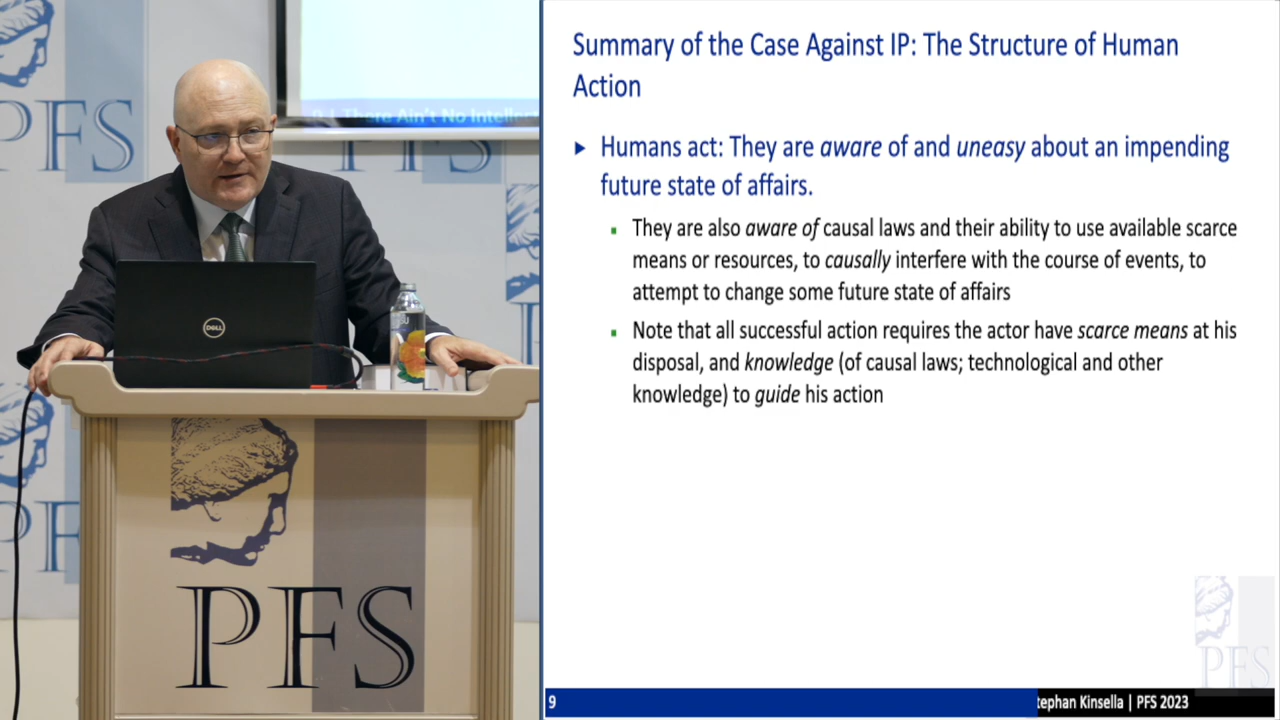 PFS
PFS
9 | There Ain't No Intellec
DELL
PFS
Summary of the Case Against IP: The Structure of Human
Action
Humans act: They are aware of and uneasy about an impending
future state of affairs.
They are also aware of causal laws and their ability to use available scarce
means or resources, to causally interfere with the course of events, to
attempt to change some future state of affairs
Note that all successful action requires the actor have scarce means at his
disposal, and knowledge (of causal laws; technological and other
knowledge) to guide his action
PFS
9
tephan Kinsella | PFS 2023